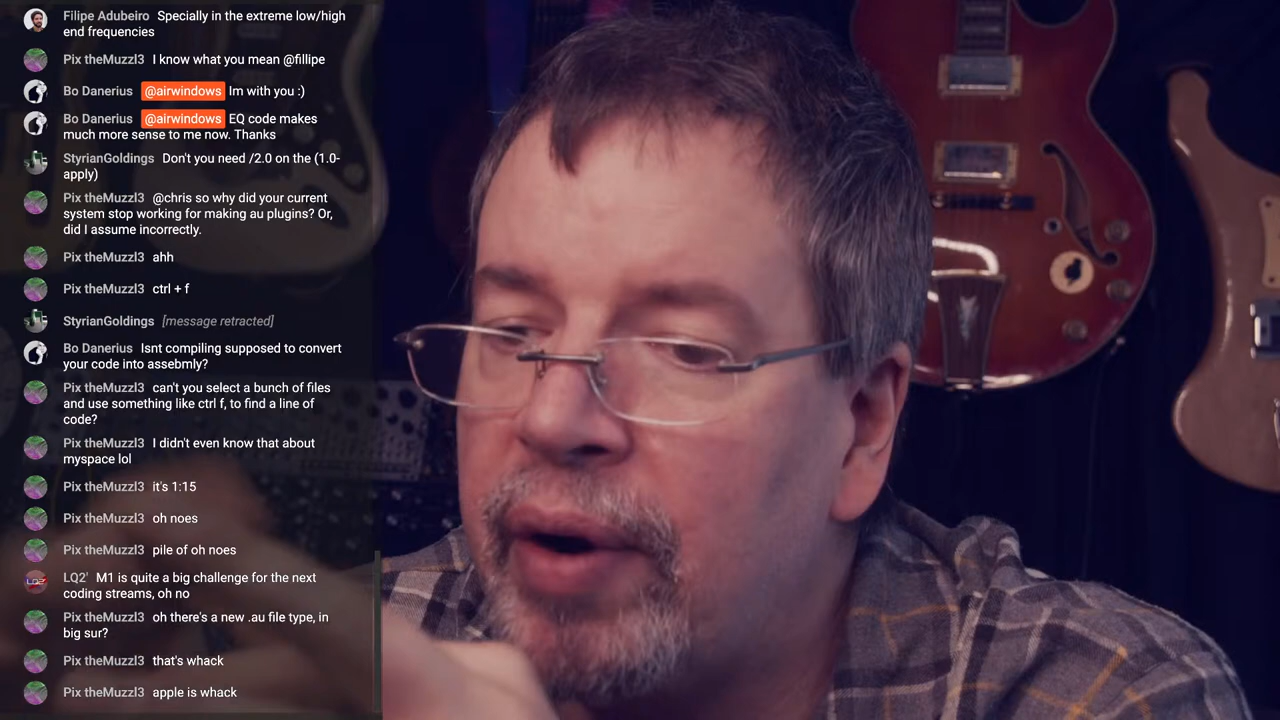 Filipe Adubeiro Specially in the extreme low/high
end frequencies
Pix theMuzzl3 I know what you mean @fillipe
Bo Danerius @airwindows Im with you :)
Bo Danerius @airwindows EQ code makes
much more sense to me now. Thanks
StyrianGoldings Don't you need /2.0 on the (1.0-
apply)
Pix theMuzzl3 @chris so why did your current
system stop working for making au plugins? Or,
did I assume incorrectly.
Pix theMuzzl3 ahh
Pix theMuzzl3 ctrl + f
StyrianGoldings [message retracted]
Bo Danerius Isnt compiling supposed to convert
your code into assebmly?
Pix theMuzzl3 can't you select a bunch of files
and use something like ctrl f, to find a line of
code?
Pix theMuzzl3 I didn't even know that about
myspace lol
Pix theMuzzl3 it's 1:15
Pix theMuzzl3 oh noes
Pix theMuzzl3 pile of oh noes
LQ2' M1 is quite a big challenge for the next
coding streams, oh no
Pix theMuzzl3 oh there's a new .au file type, in
big sur?
Pix theMuzzl3 that's whack
Pix theMuzzl3 apple is whack